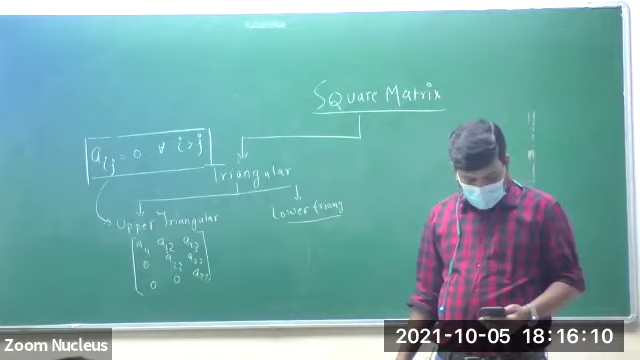 Square Matrix
aij = 0 ∀ i>j
Triangular
Upper Triangular
Lower Triang
a11 a12 a13
0 a22 a23
0 0 a33
Zoom Nucleus
2021-10-05 18:16:10